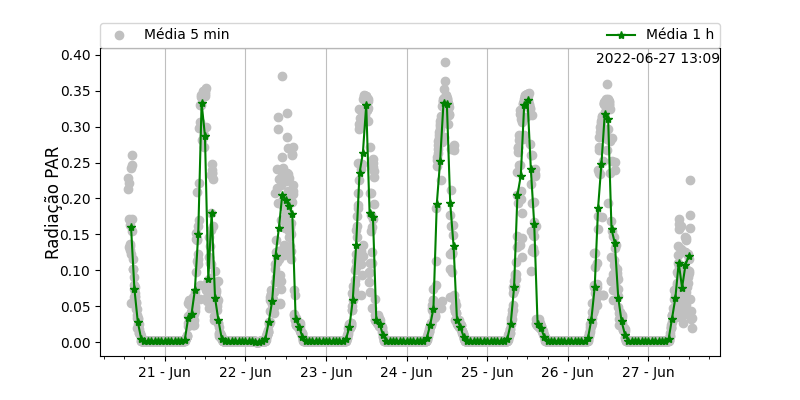 Média 5 min
Média 1 h
2022-06-27 13:09
Radiação PAR
0.40
0.35
0.30
0.25
0.20
0.15
0.10
0.05
0.00
21 - Jun
22 - Jun
23 - Jun
24 - Jun
25 - Jun
26 - Jun
27 - Jun